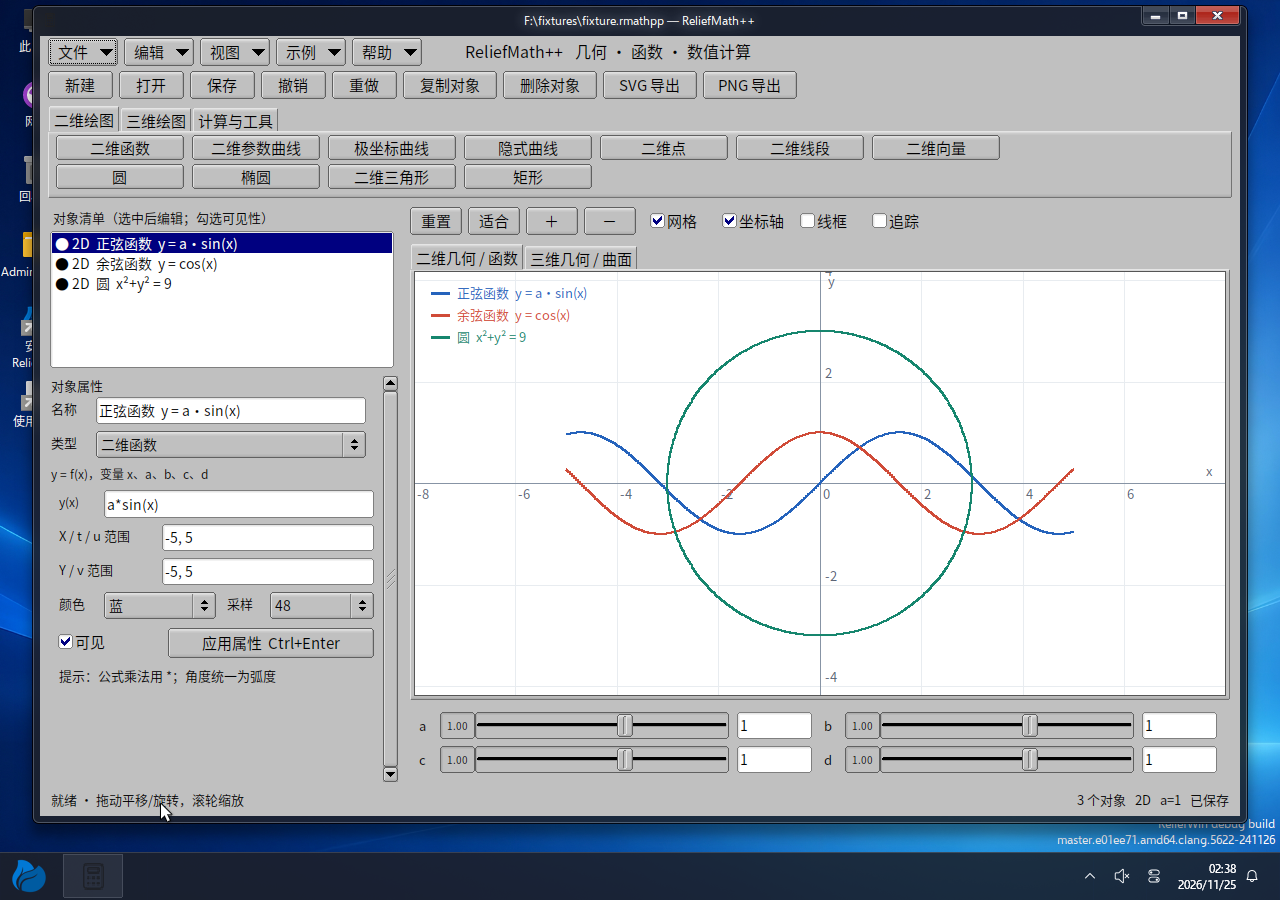 F:\fixtures\fixture.rmathpp — ReliefMath++
文件 编辑 视图 示例 帮助 ReliefMath++ 几何 · 函数 · 数值计算
新建 打开 保存 撤销 重做 复制对象 删除对象 SVG 导出 PNG 导出
二维绘图 三维绘图 计算与工具
二维函数 二维参数曲线 极坐标曲线 隐式曲线 二维点 二维线段 二维向量
圆 椭圆 二维三角形 矩形
对象清单（选中后编辑；勾选可见性）
2D 正弦函数 y = a · sin(x)
2D 余弦函数 y = cos(x)
2D 圆 x²+y² = 9
对象属性
名称 正弦函数 y = a · sin(x)
类型 二维函数
y = f(x)，变量 x、a、b、c、d
y(x) a*sin(x)
X / t / u 范围 -5, 5
Y / v 范围 -5, 5
颜色 蓝 采样 48
可见 应用属性 Ctrl+Enter
提示：公式乘法用 *；角度统一为弧度
重置 适合 + − 网格 坐标轴 线框 追踪
二维几何 / 函数 三维几何 / 曲面
4
y
正弦函数 y = a · sin(x)
余弦函数 y = cos(x)
圆 x²+y² = 9
2
x
-8 -6 -4 -2 0 2 4 6
-2
-4
a 1.00 1 b 1.00 1
c 1.00 1 d 1.00 1
就绪 · 拖动平移/旋转，滚轮缩放
3 个对象 2D a=1 已保存
此
回
Admin
安
Reli
使用
ReliefWin debug build
master.e01ee71.amd64.clang.5622-241126
02:38
2026/11/25